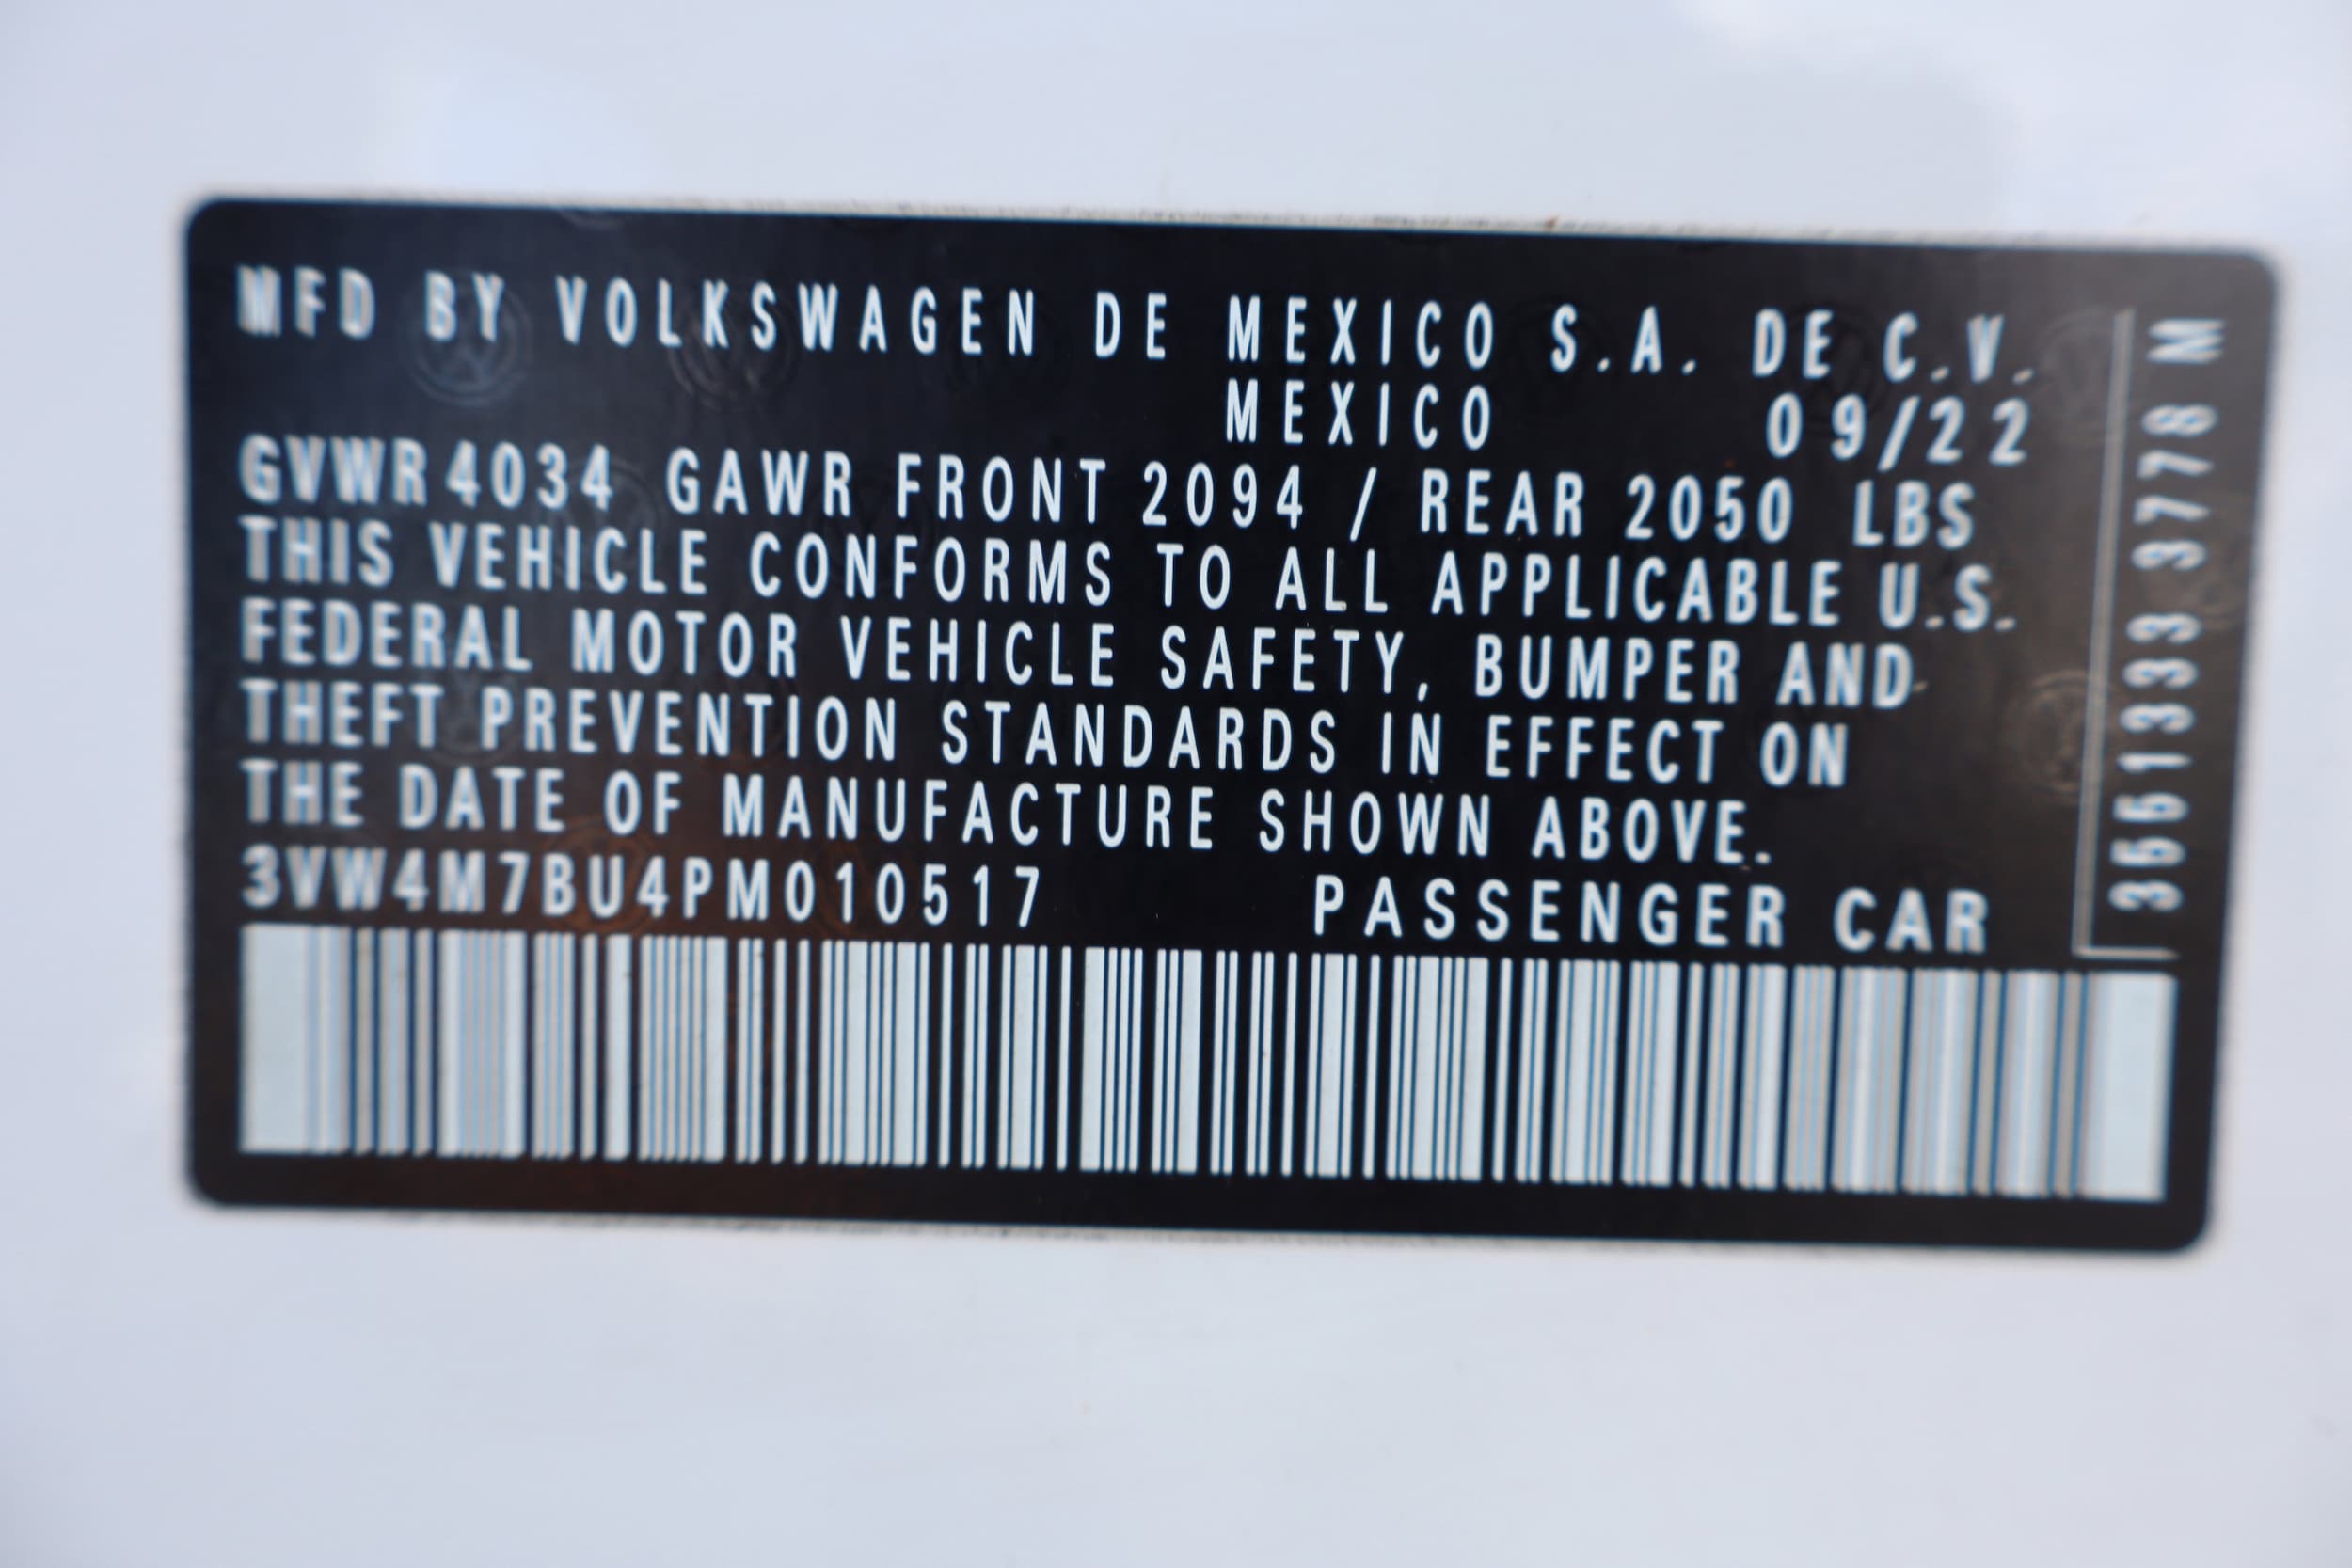 MFD BY VOLKSWAGEN DE MEXICO S.A. DE C.V.
MEXICO 09/22
GVWR 4034 GAWR FRONT 2094 / REAR 2050 LBS
THIS VEHICLE CONFORMS TO ALL APPLICABLE U.S.
FEDERAL MOTOR VEHICLE SAFETY, BUMPER AND
THEFT PREVENTION STANDARDS IN EFFECT ON
THE DATE OF MANUFACTURE SHOWN ABOVE.
3VW4M7BU4PM010517 PASSENGER CAR
3661333 3778 N